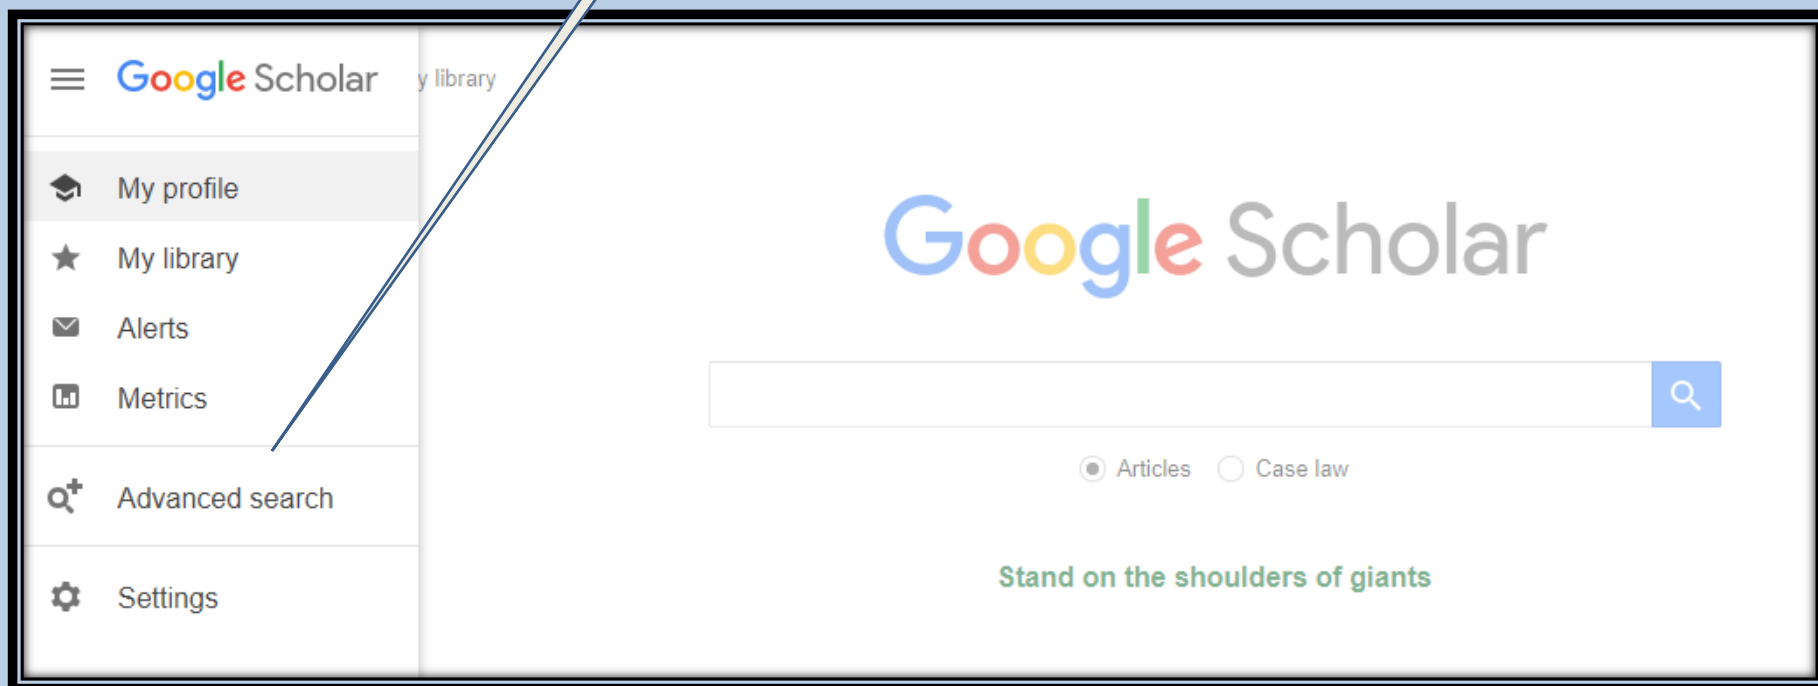 Google Scholar
y library
My profile
My library
Alerts
Metrics
Advanced search
Settings
Google Scholar
Articles Case law
Stand on the shoulders of giants